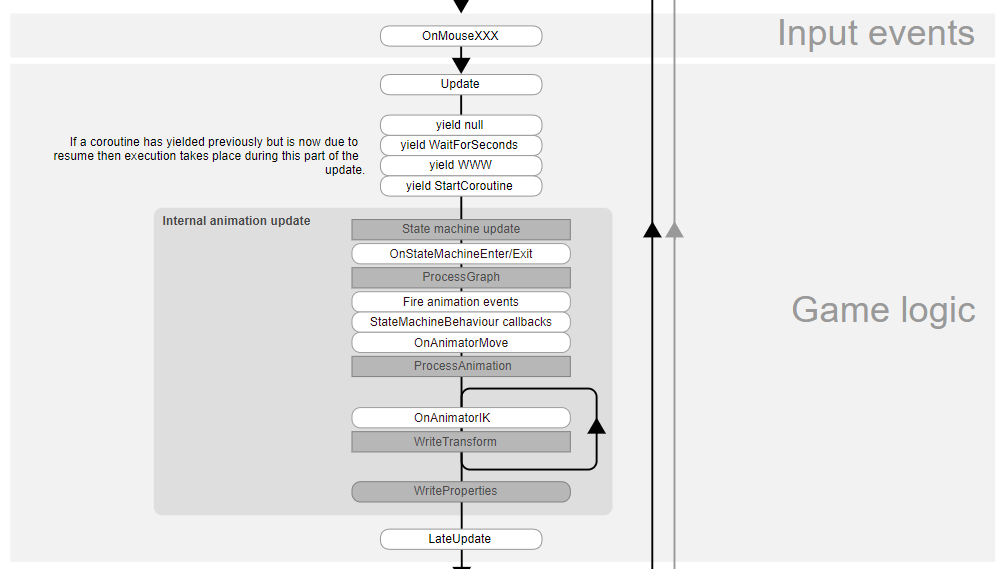 OnMouseXXX
Input events
Update
yield null
If a coroutine has yielded previously but is now due to
resume then execution takes place during this part of the
update.
yield WaitForSeconds
yield WWW
yield StartCoroutine
Internal animation update
State machine update
OnStateMachineEnter/Exit
ProcessGraph
Fire animation events
Game logic
StateMachineBehaviour callbacks
OnAnimatorMove
ProcessAnimation
OnAnimatorIK
WriteTransform
WriteProperties
LateUpdate